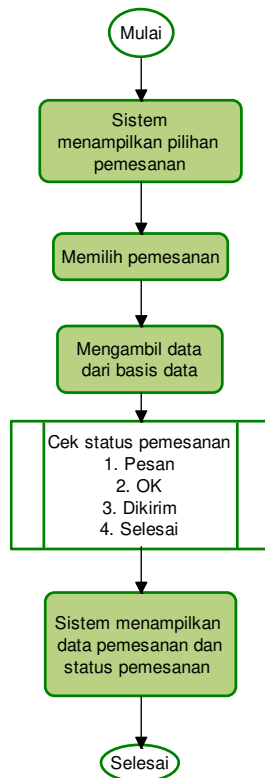 Mulai
Sistem
menampilkan pilihan
pemesanan
Memilih pemesanan
Mengambil data
dari basis data
Cek status pemesanan
1. Pesan
2. OK
3. Dikirim
4. Selesai
Sistem menampilkan
data pemesanan dan
status pemesanan
Selesai